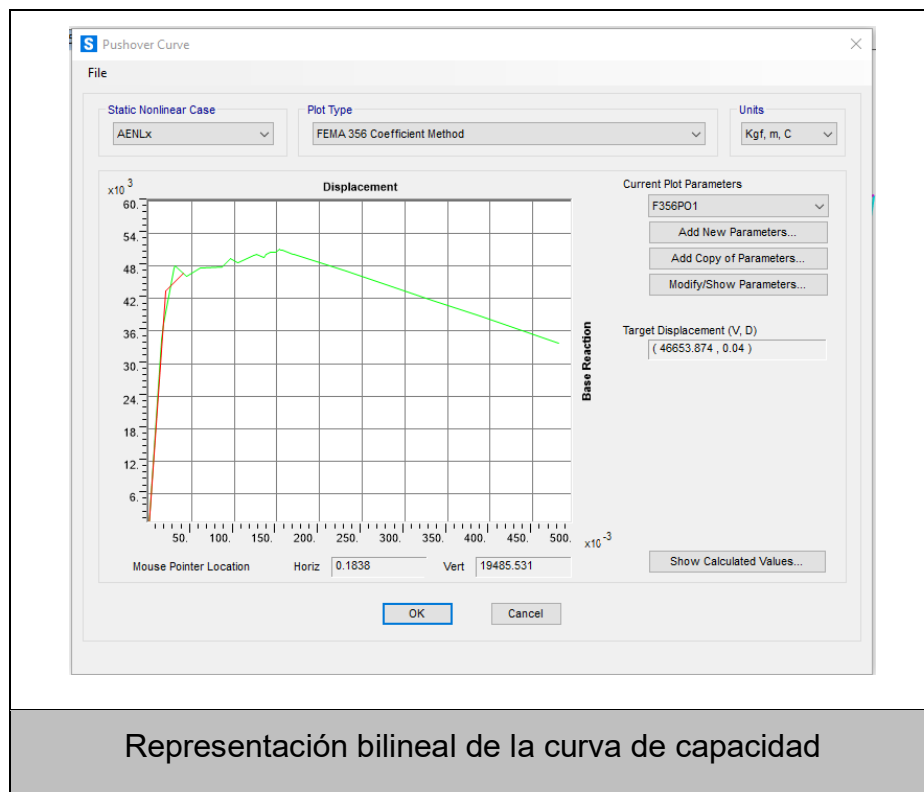 S Pushover Curve
File
Static Nonlinear Case
AENLx
Plot Type
FEMA 356 Coefficient Method
Units
Kgf, m, C
x10 3
Displacement
60.
54.
48.
42.
36.
30.
24.
18.
12.
6.
50. 100. 150. 200. 250. 300. 350. 400. 450. 500. x10 -3
Base Reaction
Mouse Pointer Location Horiz 0.1838 Vert 19485.531
Current Plot Parameters
F356PO1
Add New Parameters...
Add Copy of Parameters...
Modify/Show Parameters...
Target Displacement (V, D)
( 46653.874 , 0.04 )
Show Calculated Values...
OK Cancel
Representación bilineal de la curva de capacidad